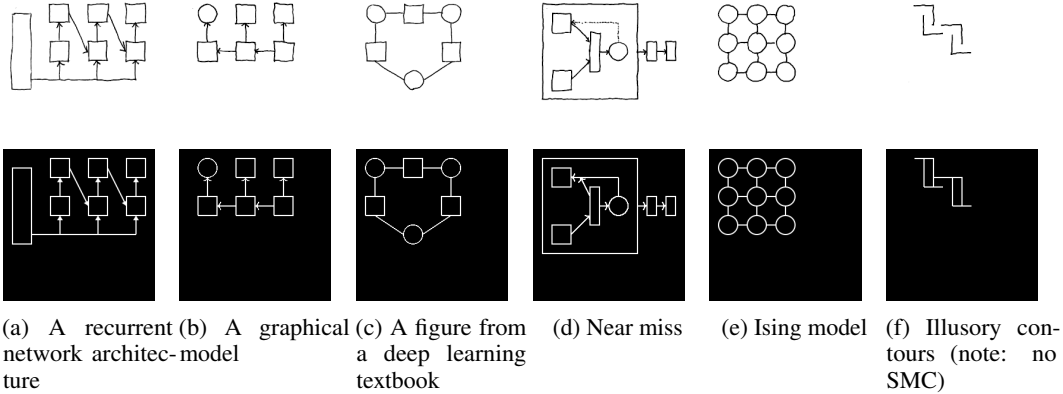 (a) A recurrent
network architec-
ture
(b) A graphical
model
(c) A figure from
a deep learning
textbook
(d) Near miss
(e) Ising model
(f) Illusory con-
tours (note: no
SMC)